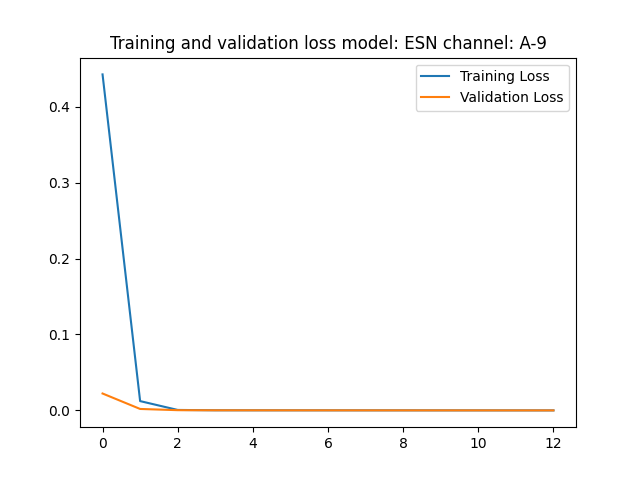 Training and validation loss model: ESN channel: A-9
Training Loss
Validation Loss
0.4
0.3
0.2
0.1
0.0
0 2 4 6 8 10 12